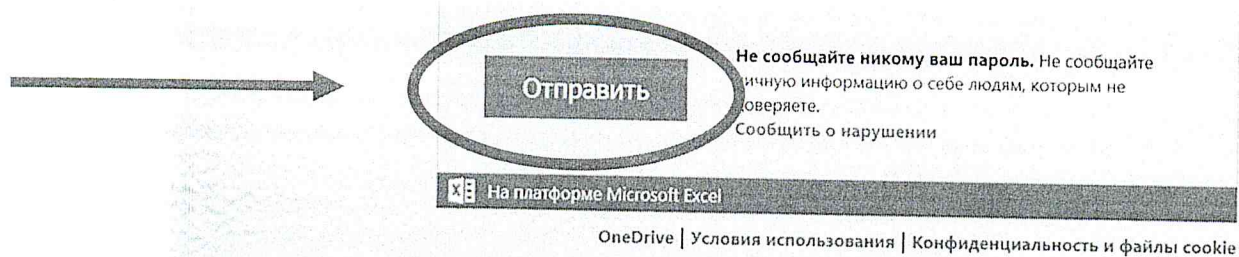 Отправить
Не сообщайте никому ваш пароль. Не сообщайте
личную информацию о себе людям, которым не
доверяете.
Сообщить о нарушении
На платформе Microsoft Excel
OneDrive | Условия использования | Конфиденциальность и файлы cookie